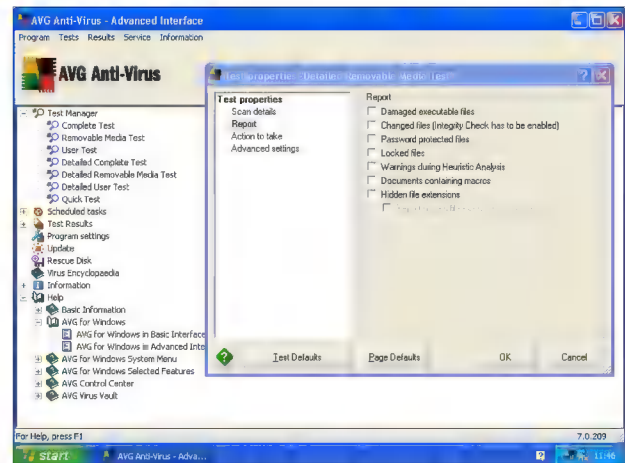 AVG Anti-Virus - Advanced Interface
Program Tests Results Service Information
AVG Anti-Virus
Test Manager
Complete Test
Removable Media Test
User Test
Detailed Complete Test
Detailed Removable Media Test
Detailed User Test
Quick Test
Scheduled tasks
Test Results
Program settings
Update
Rescue Disk
Virus Encyclopaedia
Information
Help
Basic Information
AVG for Windows
AVG for Windows in Basic Interface
AVG for Windows in Advanced Inte
AVG for Windows System Menu
AVG for Windows Selected Features
AVG Control Center
AVG Virus Vault
Test properties - Detailed Removable Media Test
Test properties
Scan details
Report
Action to take
Advanced settings
Report
Damaged executable files
Changed files (Integrity Check has to be enabled)
Password protected files
Locked files
Warnings during Heuristic Analysis
Documents containing macros
Hidden file extensions
Test Defaults
Page Defaults
OK
Cancel
For Help, press F1
7.0.209
start
AVG Anti-Virus - Adva...
11:46